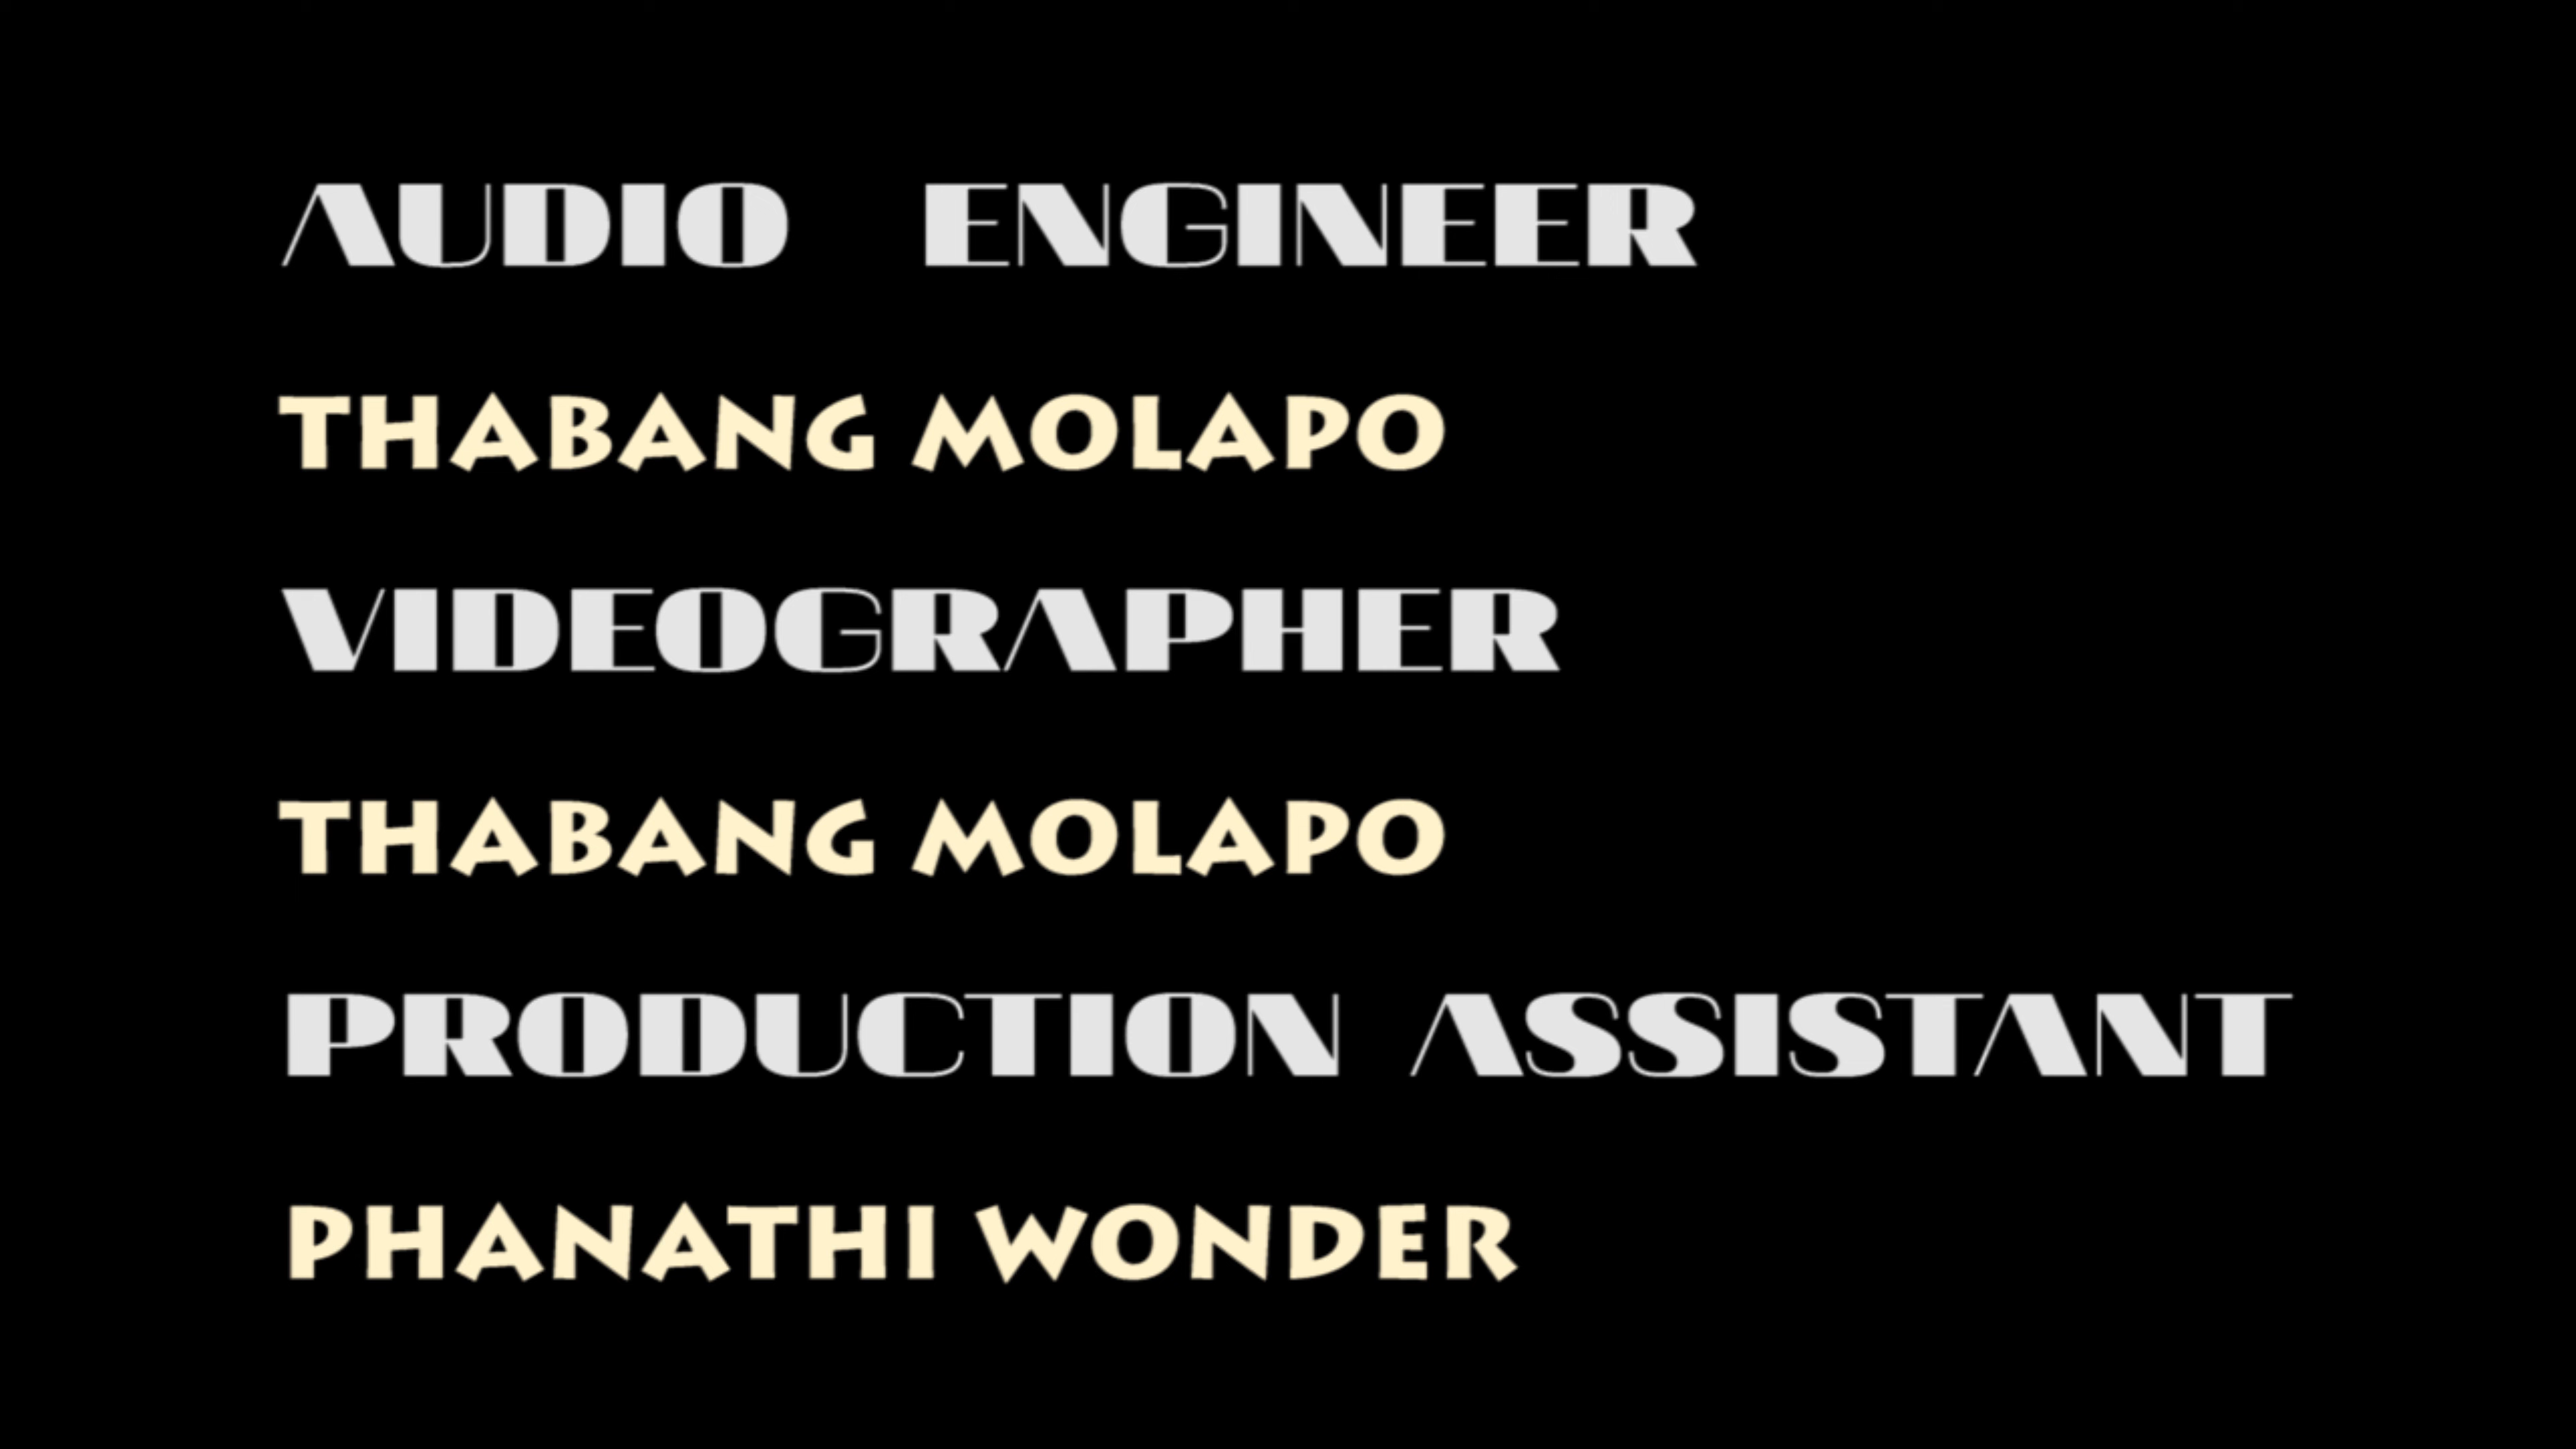 AUDIO ENGINEER
THABANG MOLAPO
VIDEOGRAPHER
THABANG MOLAPO
PRODUCTION ASSISTANT
PHANATHI WONDER